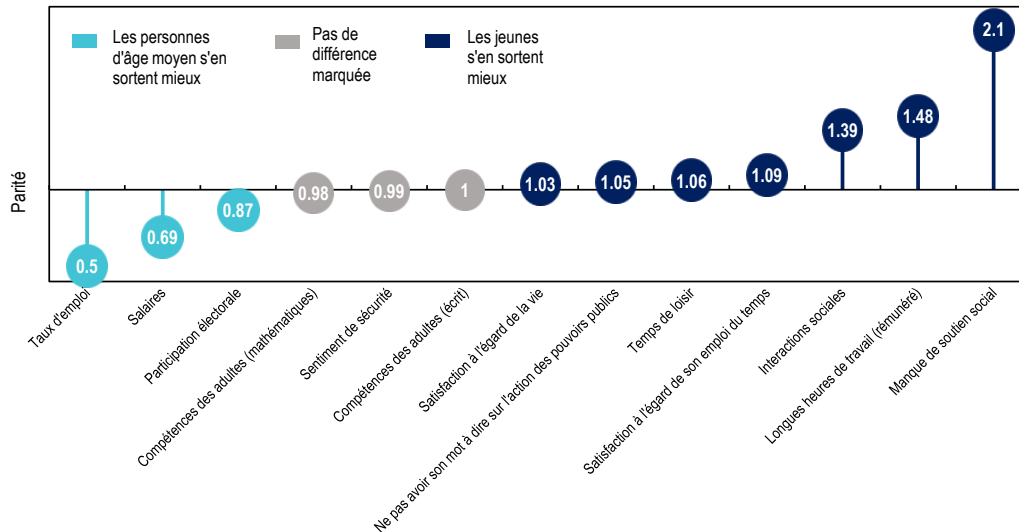 Les personnes
d'âge moyen s'en
sortent mieux
Pas de
différence
marquée
Les jeunes
s'en sortent
mieux
Parité
0.5
0.69
0.87
0.98
0.99
1
1.03
1.05
1.06
1.09
1.39
1.48
2.1
Taux d'emploi
Salaires
Participation électorale
Compétences des adultes (mathématiques)
Sentiment de sécurité
Compétences des adultes (écrit)
Satisfaction à l'égard de la vie
Ne pas avoir son mot à dire sur l'action des pouvoirs publics
Temps de loisir
Satisfaction à l'égard de son emploi du temps
Interactions sociales
Longues heures de travail (rémunéré)
Manque de soutien social